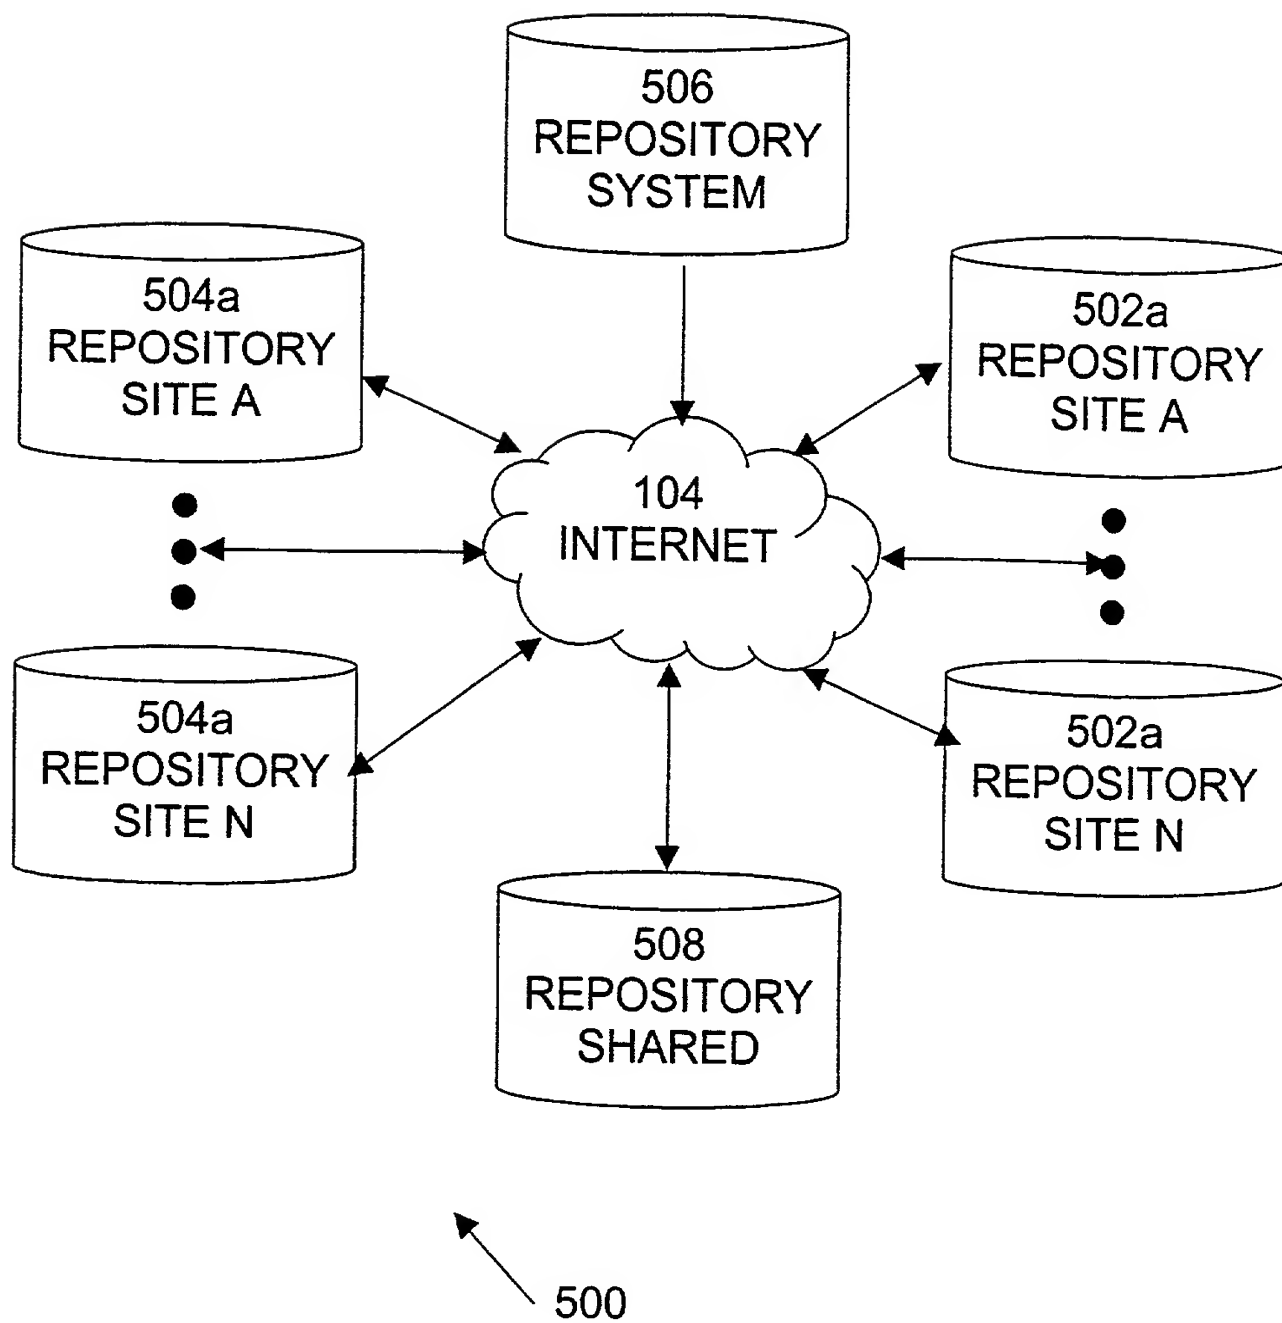 506
REPOSITORY
SYSTEM
504a
REPOSITORY
SITE A
502a
REPOSITORY
SITE A
104
INTERNET
504a
REPOSITORY
SITE N
502a
REPOSITORY
SITE N
508
REPOSITORY
SHARED
500